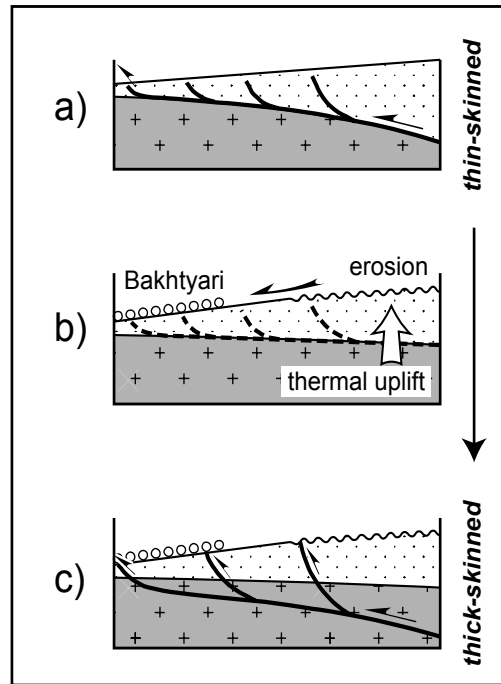 a)
thin-skinned
b)
Bakhtyari
erosion
thermal uplift
c)
thick-skinned